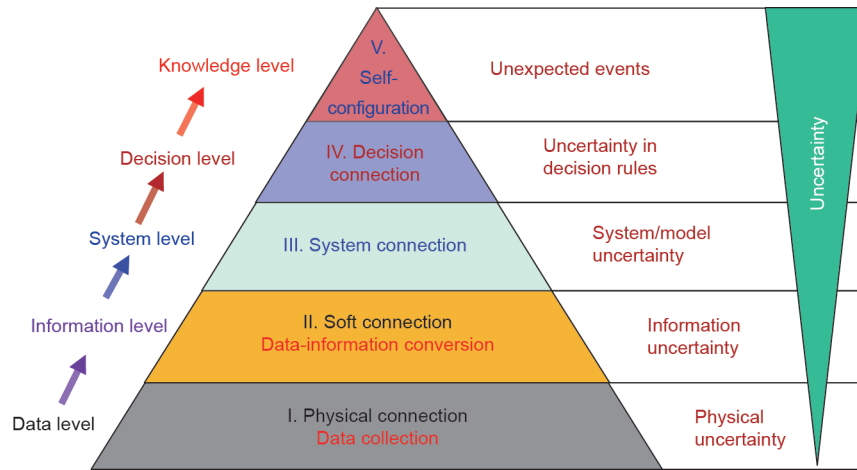 Knowledge level
V.
Self-
configuration
Unexpected events
Decision level
IV. Decision
connection
Uncertainty in
decision rules
System level
III. System connection
System/model
uncertainty
Information level
II. Soft connection
Data-information conversion
Information
uncertainty
Data level
I. Physical connection
Data collection
Physical
uncertainty
Uncertainty